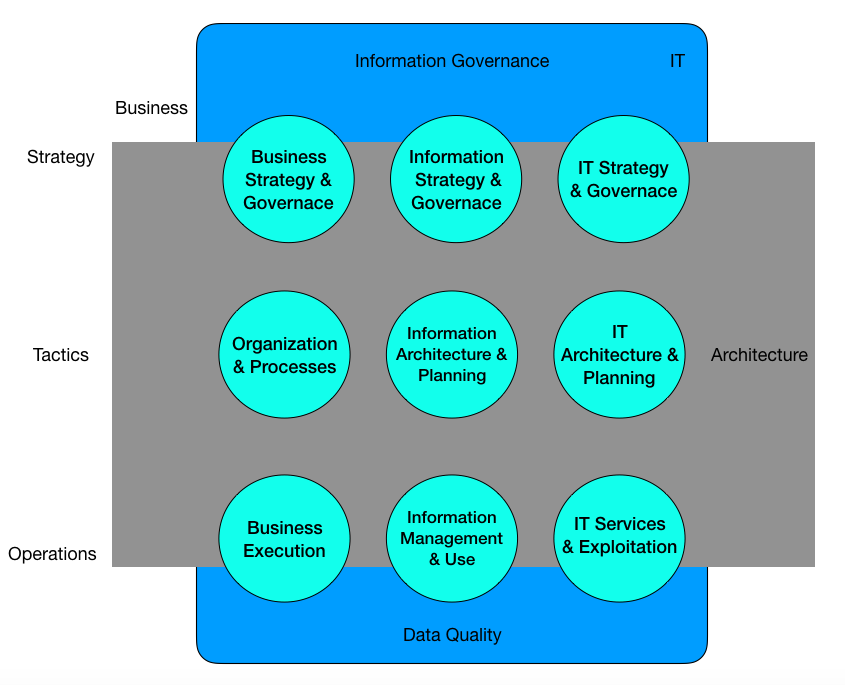 Information Governance
IT
Business
Strategy
Business
Strategy &
Governace
Information
Strategy &
Governace
IT Strategy
& Governace
Tactics
Organization
& Processes
Information
Architecture &
Planning
IT
Architecture &
Planning
Architecture
Operations
Business
Execution
Information
Management
& Use
IT Services
& Exploitation
Data Quality